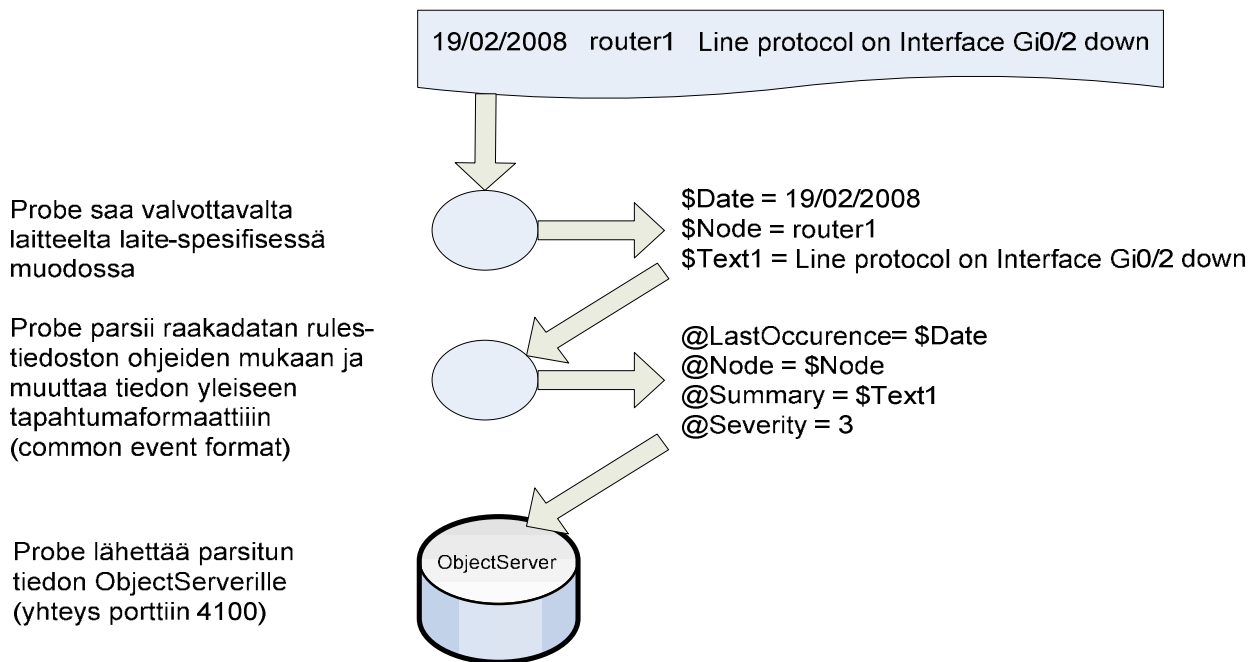 19/02/2008 router1 Line protocol on Interface Gi0/2 down
Probe saa valvottavalta
laitteelta laite-spesifisessä
muodossa
$Date = 19/02/2008
$Node = router1
$Text1 = Line protocol on Interface Gi0/2 down
Probe parsii raakadatan rules-
tiedoston ohjeiden mukaan ja
muuttaa tiedon yleiseen
tapahtumaformaattiiin
(common event format)
@LastOccurence= $Date
@Node = $Node
@Summary = $Text1
@Severity = 3
Probe lähettää parsitun
tiedon ObjectServerille
(yhteys porttiin 4100)
ObjectServer